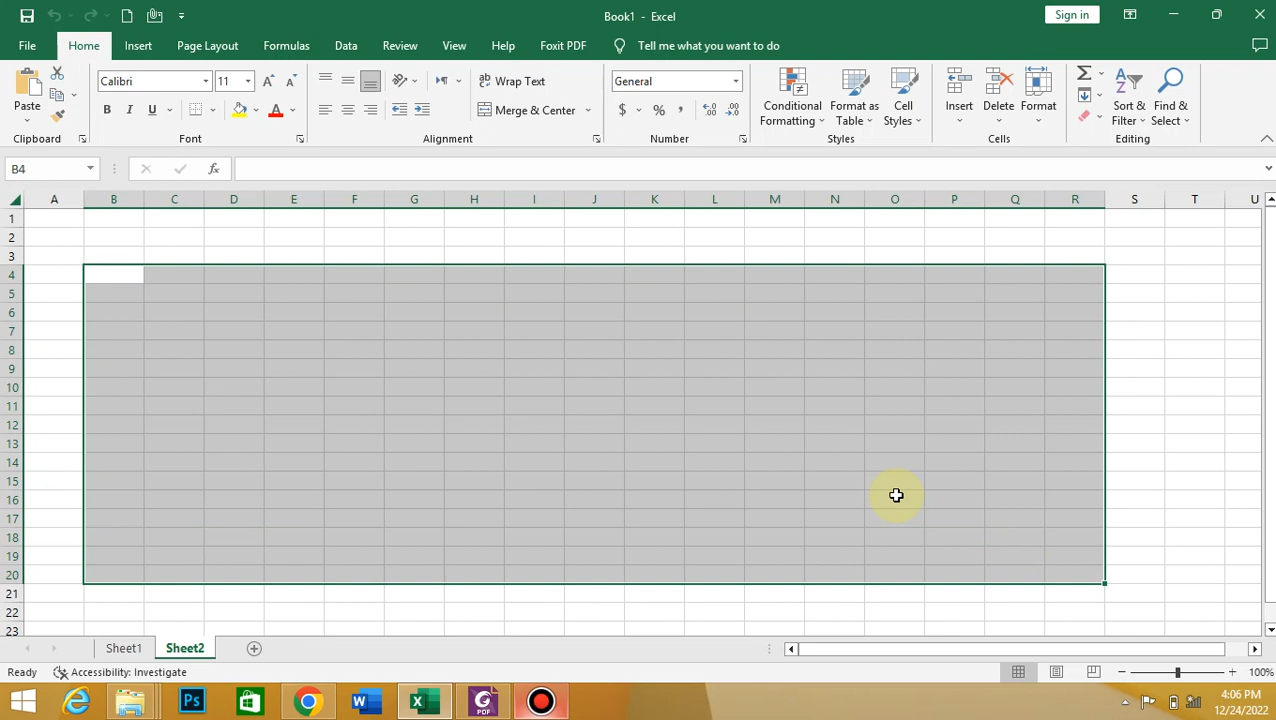 Book1 - Excel
Sign in
File Home Insert Page Layout Formulas Data Review View Help Foxit PDF Tell me what you want to do
Paste
Calibri 11
B I U A
Wrap Text
Merge & Center
General
$ % ,
Conditional Formatting
Format as Table
Cell Styles
Insert Delete Format
Sort & Filter
Find & Select
Clipboard Font Alignment Number Styles Cells Editing
B4 fx
A B C D E F G H I J K L M N O P Q R S T U
1
2
3
4
5
6
7
8
9
10
11
12
13
14
15
16
17
18
19
20
21
22
23
Sheet1 Sheet2
Ready Accessibility: Investigate 100%
Ps
PDF
4:06 PM
12/24/2022